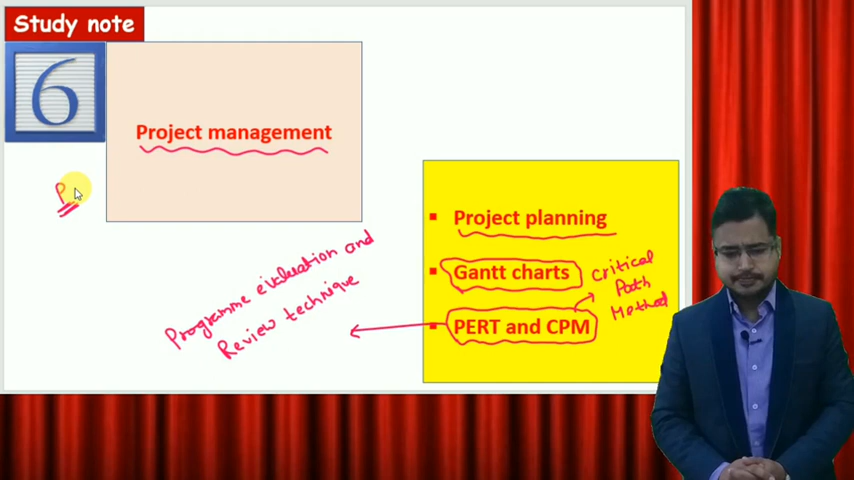 Study note
6
Project management
P
Project planning
Gantt charts
PERT and CPM
critical
Path
Method
Programme evaluation and
Review technique